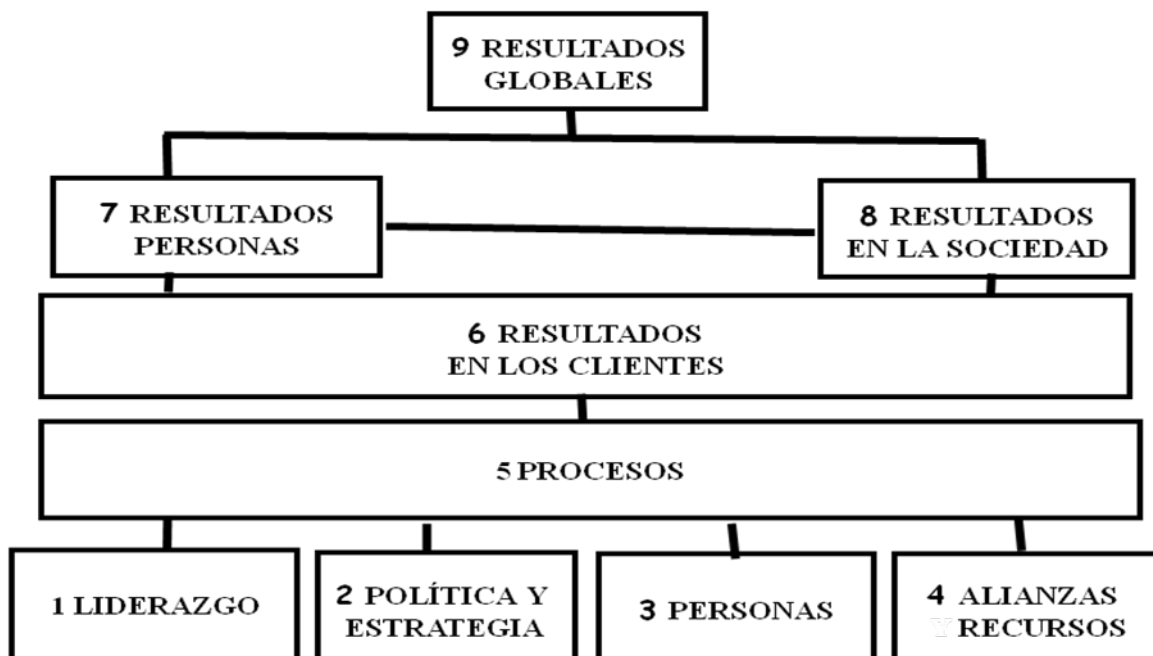 9 RESULTADOS
GLOBALES
7 RESULTADOS
PERSONAS
8 RESULTADOS
EN LA SOCIEDAD
6 RESULTADOS
EN LOS CLIENTES
5 PROCESOS
1 LIDERAZGO
2 POLÍTICA Y
ESTRATEGIA
3 PERSONAS
4 ALIANZAS
Y RECURSOS